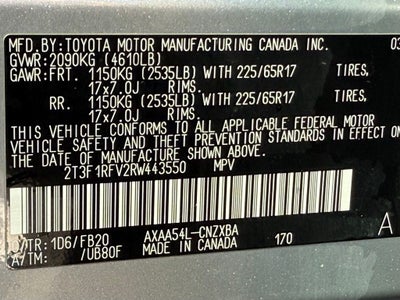 MFD.BY:TOYOTA MOTOR MANUFACTURING CANADA INC. 03
GVWR:2090KG (4610LB)
GAWR:FRT. 1150KG (2535LB) WITH 225/65R17 TIRES,
17x7.0J RIMS.
RR. 1150KG (2535LB) WITH 225/65R17 TIRES,
17x7.0J RIMS.
THIS VEHICLE CONFORMS TO ALL APPLICABLE FEDERAL MOTOR
VEHICLE SAFETY STANDARDS IN EFFECT ON
THE DATE OF MANUFACTURE SHOWN ABOVE.
2T3F1RFV2RW443550 MPV
C/TR:1D6/FB20 AXAA54L-CNZXBA A
A/TM: /UB80F MADE IN CANADA 170